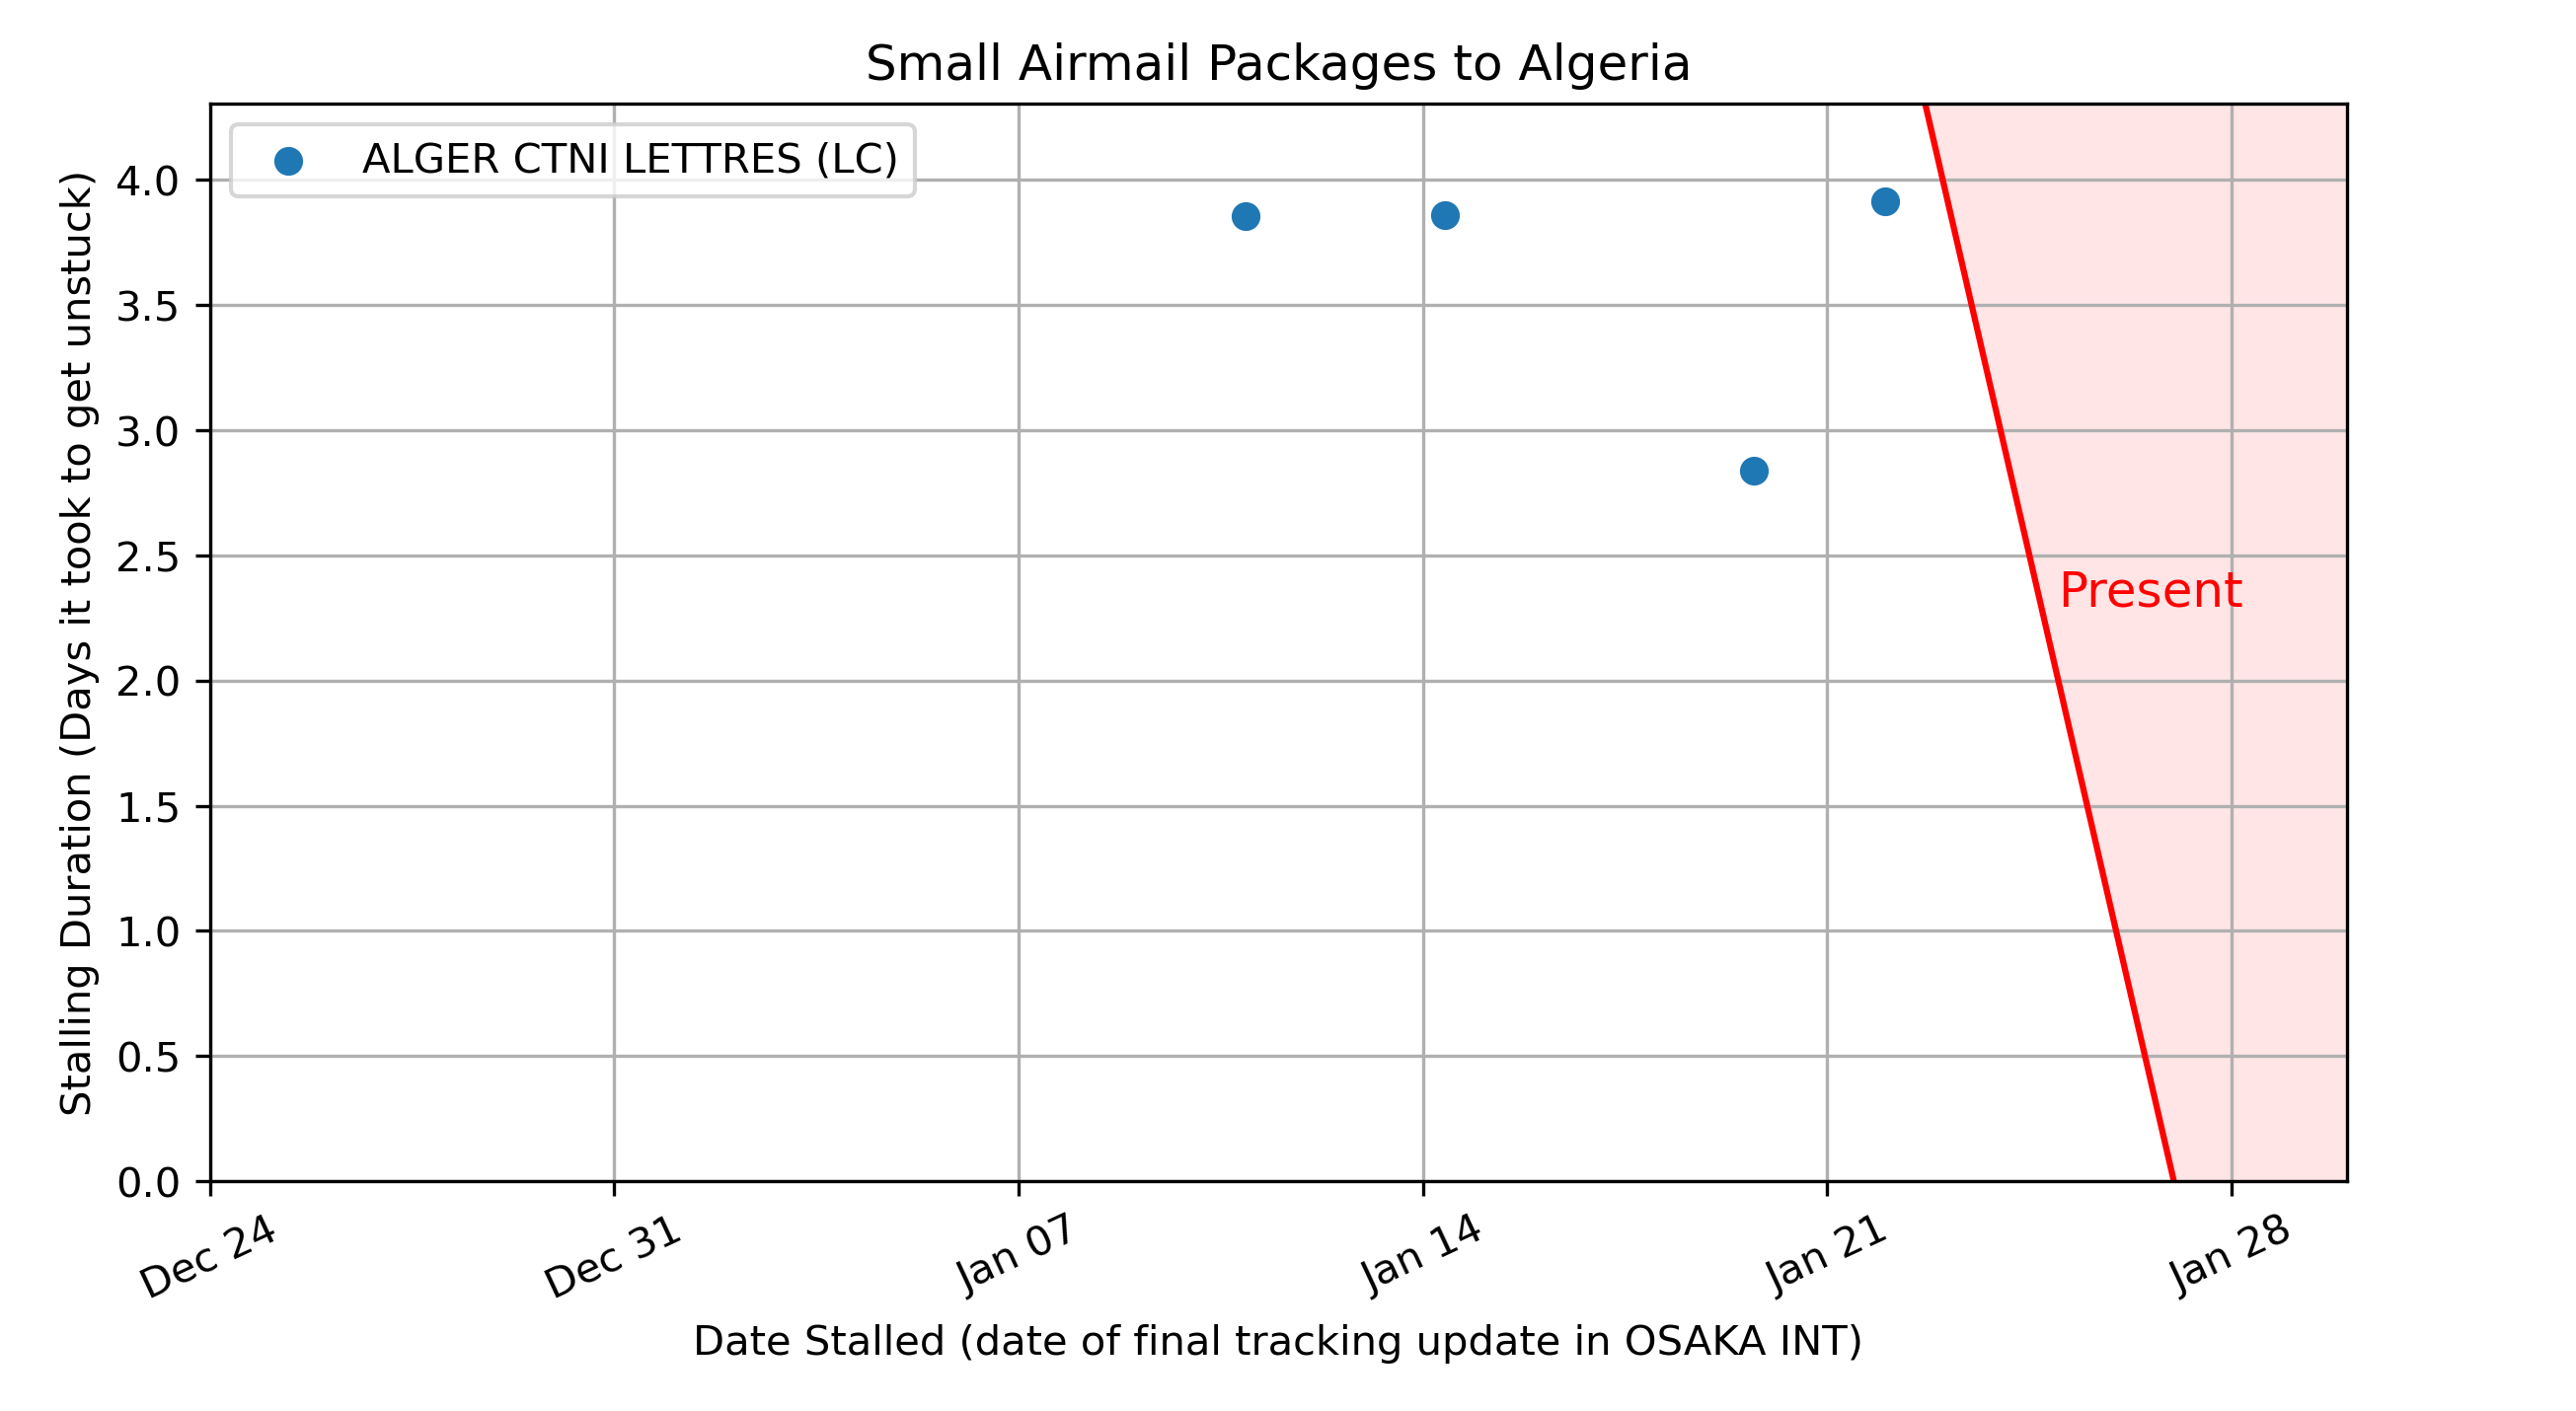 Small Airmail Packages to Algeria
ALGER CTNI LETTRES (LC)
Stalling Duration (Days it took to get unstuck)
4.0
3.5
3.0
2.5
2.0
1.5
1.0
0.5
0.0
Present
Dec 24
Dec 31
Jan 07
Jan 14
Jan 21
Jan 28
Date Stalled (date of final tracking update in OSAKA INT)